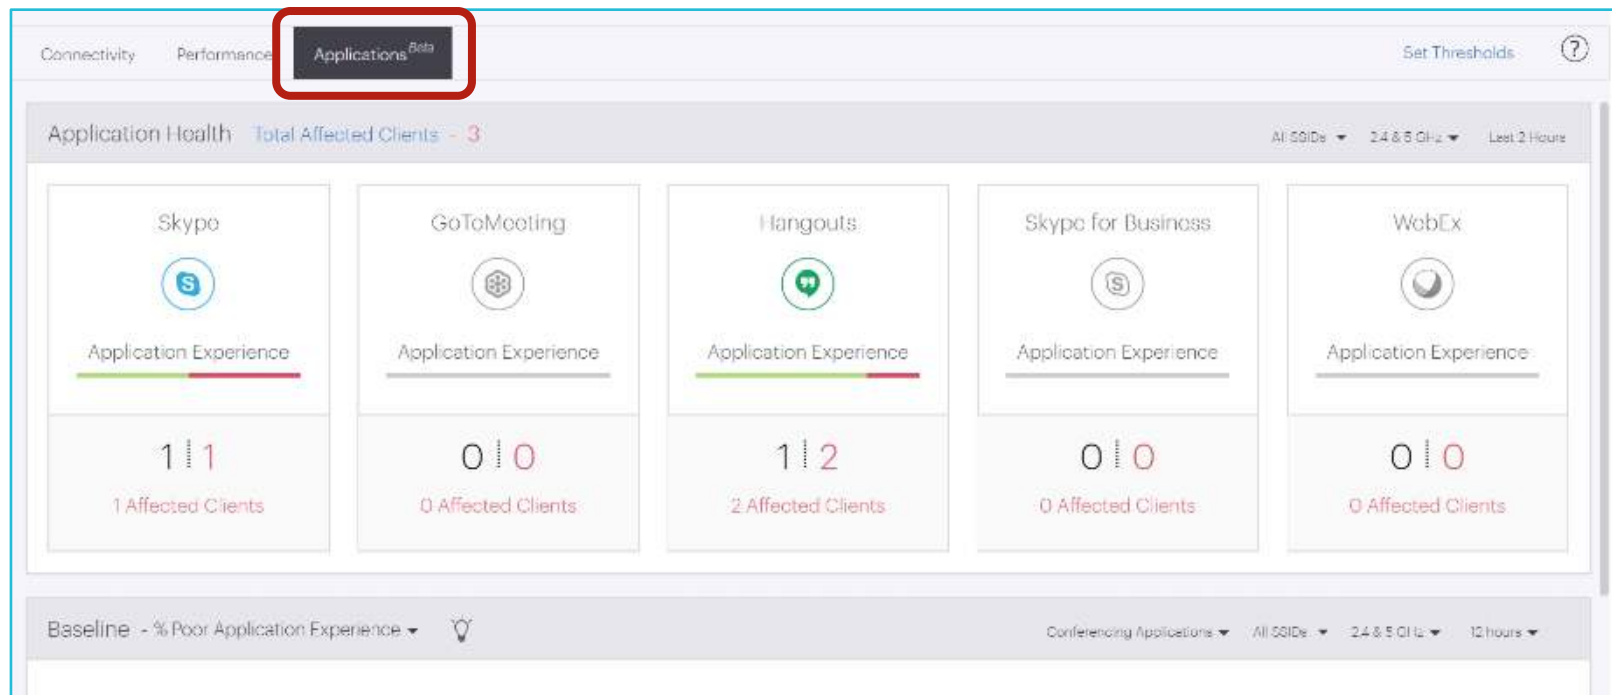 Connectivity Performance Applications Beta Set Thresholds ?
Application Health Total Affected Clients - 3 All SSIDs 2.4 & 5 GHz Last 2 Hours
Skype GoToMeeting Hangouts Skype for Business WebEx
Application Experience Application Experience Application Experience Application Experience Application Experience
1 1 0 0 1 2 0 0 0 0
1 Affected Clients 0 Affected Clients 2 Affected Clients 0 Affected Clients 0 Affected Clients
Baseline - % Poor Application Experience Conferencing Applications All SSIDs 2.4 & 5 GHz 12 hours